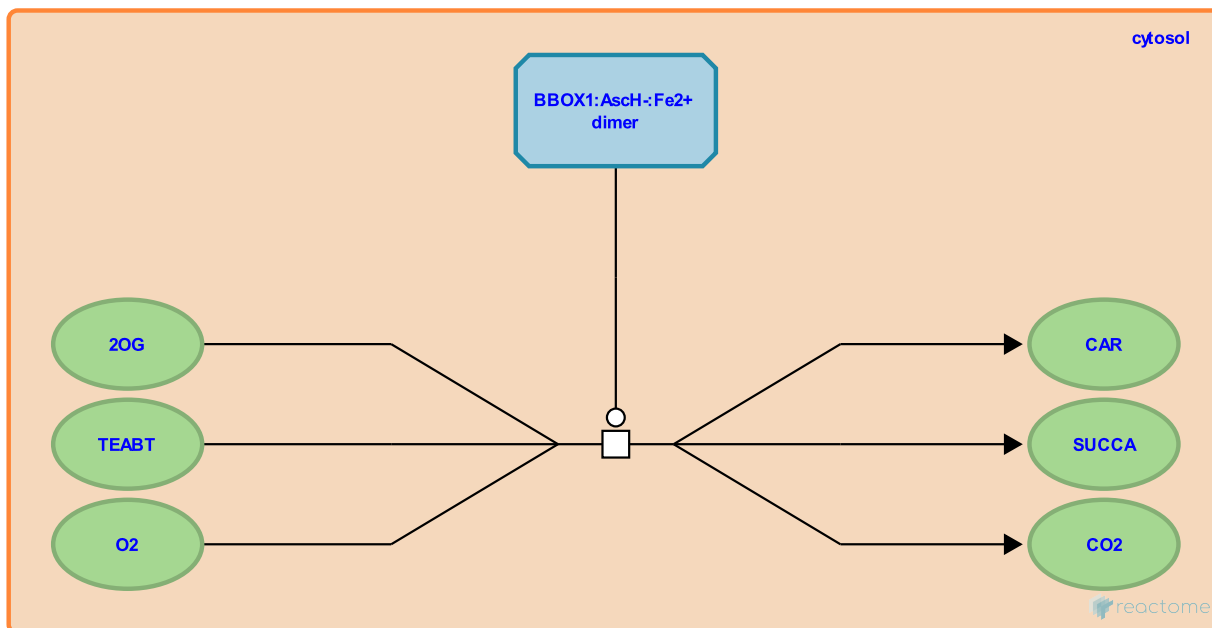 cytosol
BBOX1:AscH-:Fe2+
dimer
2OG
CAR
TEABT
SUCCA
O2
CO2
reactome